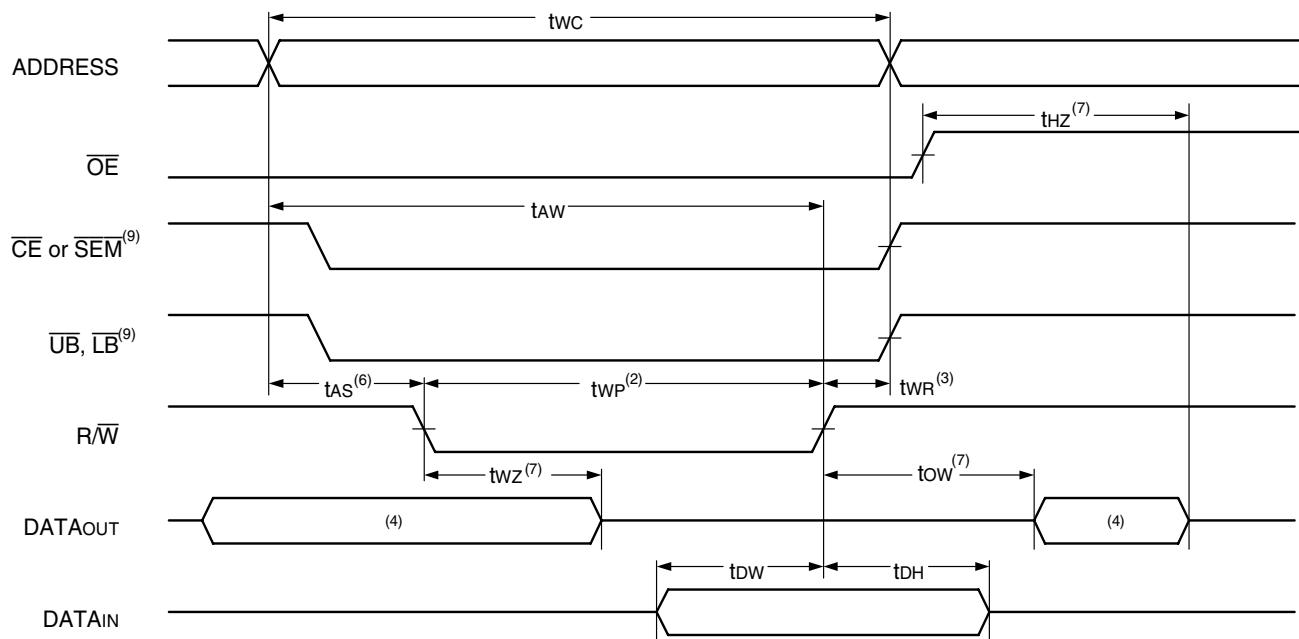 tWC
ADDRESS
tHZ(7)
OE
tAW
CE or SEM(9)
UB, LB(9)
tAS(6) tWP(2) tWR(3)
R/W
tWZ(7) tOW(7)
DATAOUT (4) (4)
tDW tDH
DATAIN